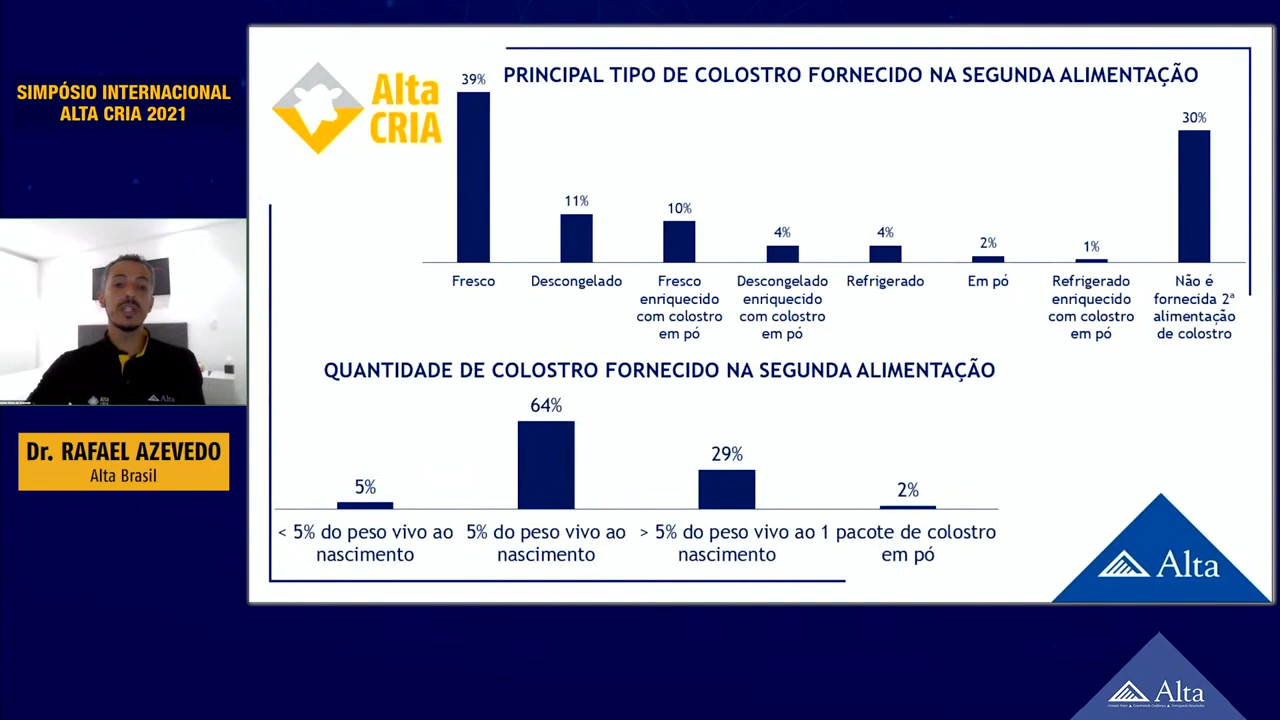 SIMPÓSIO INTERNACIONAL
ALTA CRIA 2021
Dr. RAFAEL AZEVEDO
Alta Brasil
Alta
CRIA
PRINCIPAL TIPO DE COLOSTRO FORNECIDO NA SEGUNDA ALIMENTAÇÃO
39%
11%
10%
4%
4%
2%
1%
30%
Fresco
Descongelado
Fresco
enriquecido
com colostro
em pó
Descongelado
enriquecido
com colostro
em pó
Refrigerado
Em pó
Refrigerado
enriquecido
com colostro
em pó
Não é
fornecida 2ª
alimentação
de colostro
QUANTIDADE DE COLOSTRO FORNECIDO NA SEGUNDA ALIMENTAÇÃO
5%
64%
29%
2%
< 5% do peso vivo ao
nascimento
5% do peso vivo ao
nascimento
> 5% do peso vivo ao
nascimento
1 pacote de colostro
em pó
Alta
Alta
Alta